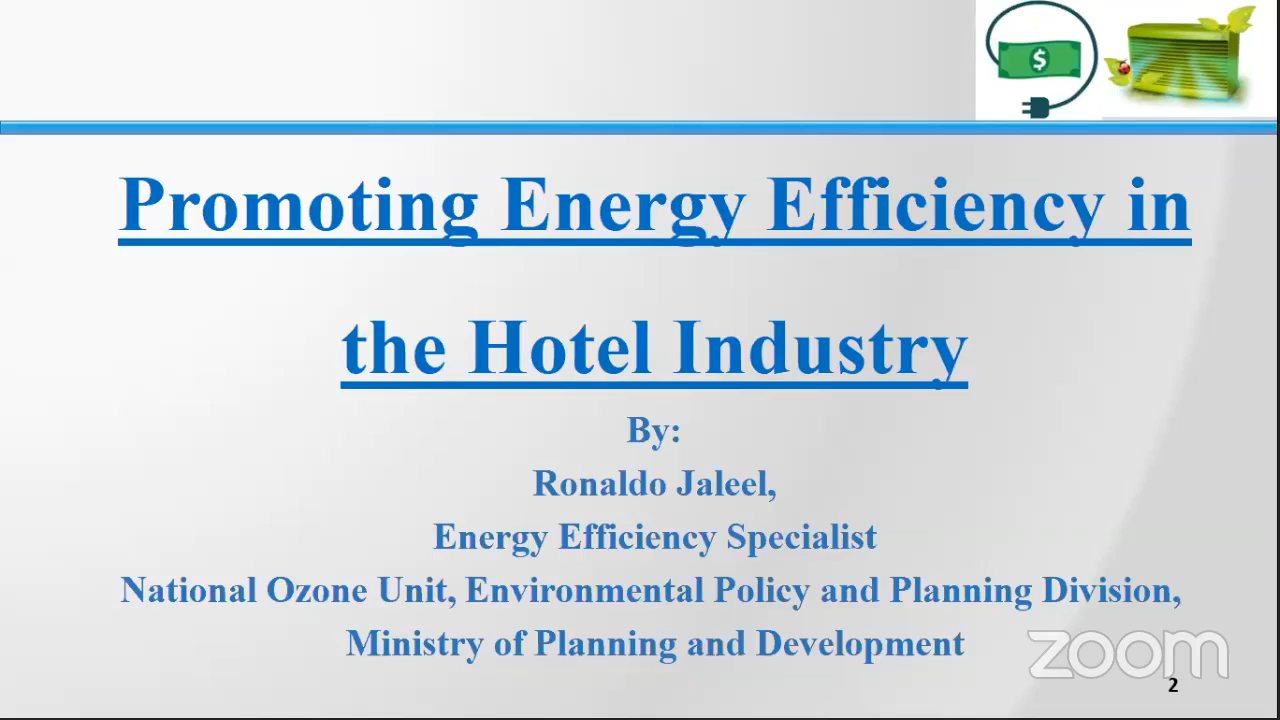 $
Promoting Energy Efficiency in
the Hotel Industry
By:
Ronaldo Jaleel,
Energy Efficiency Specialist
National Ozone Unit, Environmental Policy and Planning Division,
Ministry of Planning and Development
zoom
2